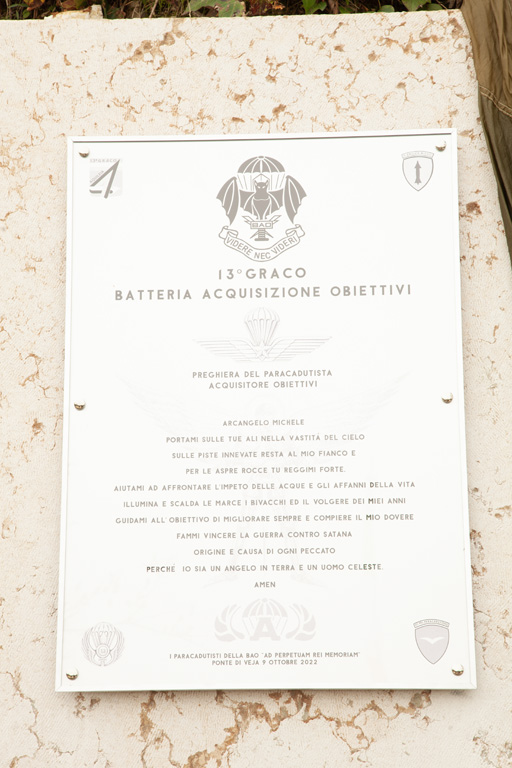 BAO
VIDERE NEC VIDERI
13° GRACO
BATTERIA ACQUISIZIONE OBIETTIVI
PREGHIERA DEL PARACADUTISTA
ACQUISITORE OBIETTIVI
ARCANGELO MICHELE
PORTAMI SULLE TUE ALI NELLA VASTITÀ DEL CIELO
SULLE PISTE INNEVATE RESTA AL MIO FIANCO E
PER LE ASPRE ROCCE TU REGGIMI FORTE.
AIUTAMI AD AFFRONTARE L'IMPETO DELLE ACQUE E GLI AFFANNI DELLA VITA
ILLUMINA E SCALDA LE MARCE I BIVACCHI ED IL VOLGERE DEI MIEI ANNI
GUIDAMI ALL'OBIETTIVO DI MIGLIORARE SEMPRE E COMPIERE IL MIO DOVERE
FAMMI VINCERE LA GUERRA CONTRO SATANA
ORIGINE E CAUSA DI OGNI PECCATO
PERCHÉ IO SIA UN ANGELO IN TERRA E UN UOMO CELESTE.
AMEN
A
I PARACADUTISTI DELLA BAO "AD PERPETUAM REI MEMORIAM"
PONTE DI VEJA 9 OTTOBRE 2022